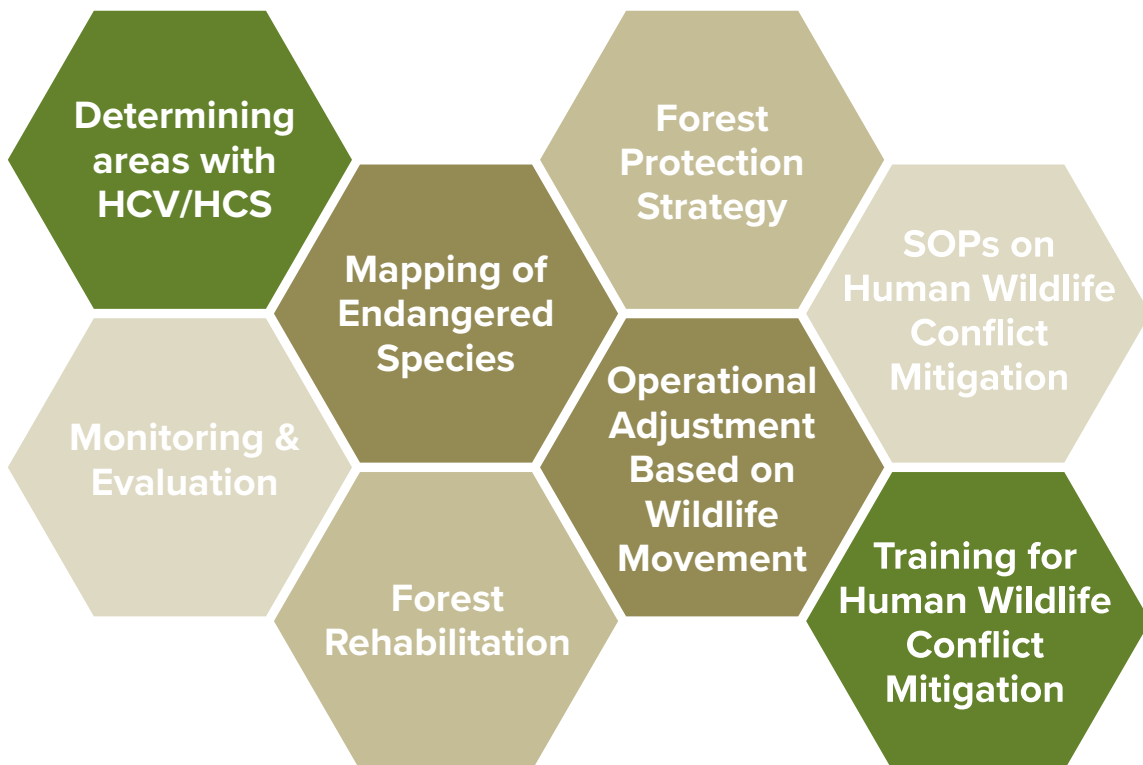 Determining
areas with
HCV/HCS
Forest
Protection
Strategy
Mapping of
Endangered
Species
SOPs on
Human Wildlife
Conflict
Mitigation
Monitoring &
Evaluation
Operational
Adjustment
Based on
Wildlife
Movement
Forest
Rehabilitation
Training for
Human Wildlife
Conflict
Mitigation